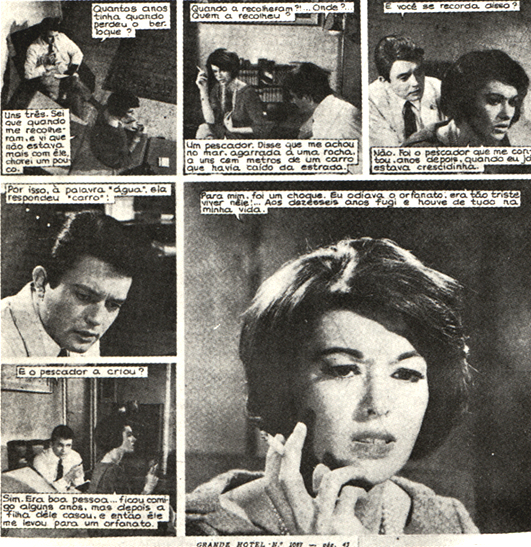 Quantos anos
tinha quando
perdeu o ber
loque ?
Uns três. Sei
que quando
me recolhe-
ram, e vi que
não estava
mais com êle,
chorei um pou
co.
Quando a recolheram ?!... Onde ?..
Quem a recolheu ?
Um pescador. Disse que me achou
no mar, agarrada a uma rocha,
a uns cem metros de um carro
que havia caído da estrada.
E você se recorda disso?
Não. Foi o pescador que me con
tou, anos depois, quando eu já
estava crescidinha.
Por isso, à palavra "água", ela
respondeu "carro"!
Para mim, foi um choque. Eu odiava o orfanato, era tão triste
viver nêle!... Aos dezesseis anos fugi e houve de tudo na
minha vida.
E o pescador a criou ?
Sim. Era boa pessoa... ficou comi
go alguns anos, mas depois a
filha dêle casou, e então êle
me levou para um orfanato.
GRANDE HOTEL - N.º 1087 — pág. 43